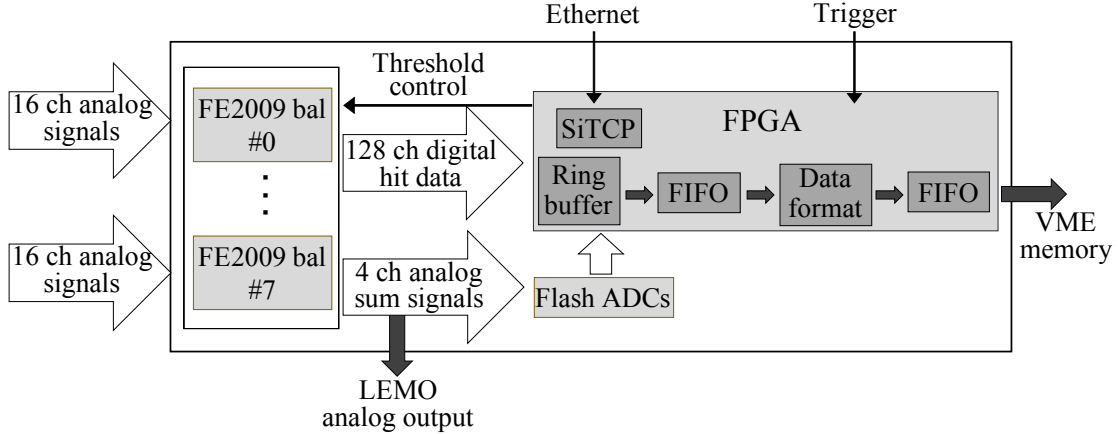 Ethernet
Trigger
Threshold
control
16 ch analog
signals
FE2009 bal
#0
128 ch digital
hit data
SiTCP
FPGA
Ring
buffer
FIFO
Data
format
FIFO
VME
memory
16 ch analog
signals
FE2009 bal
#7
4 ch analog
sum signals
Flash ADCs
LEMO
analog output